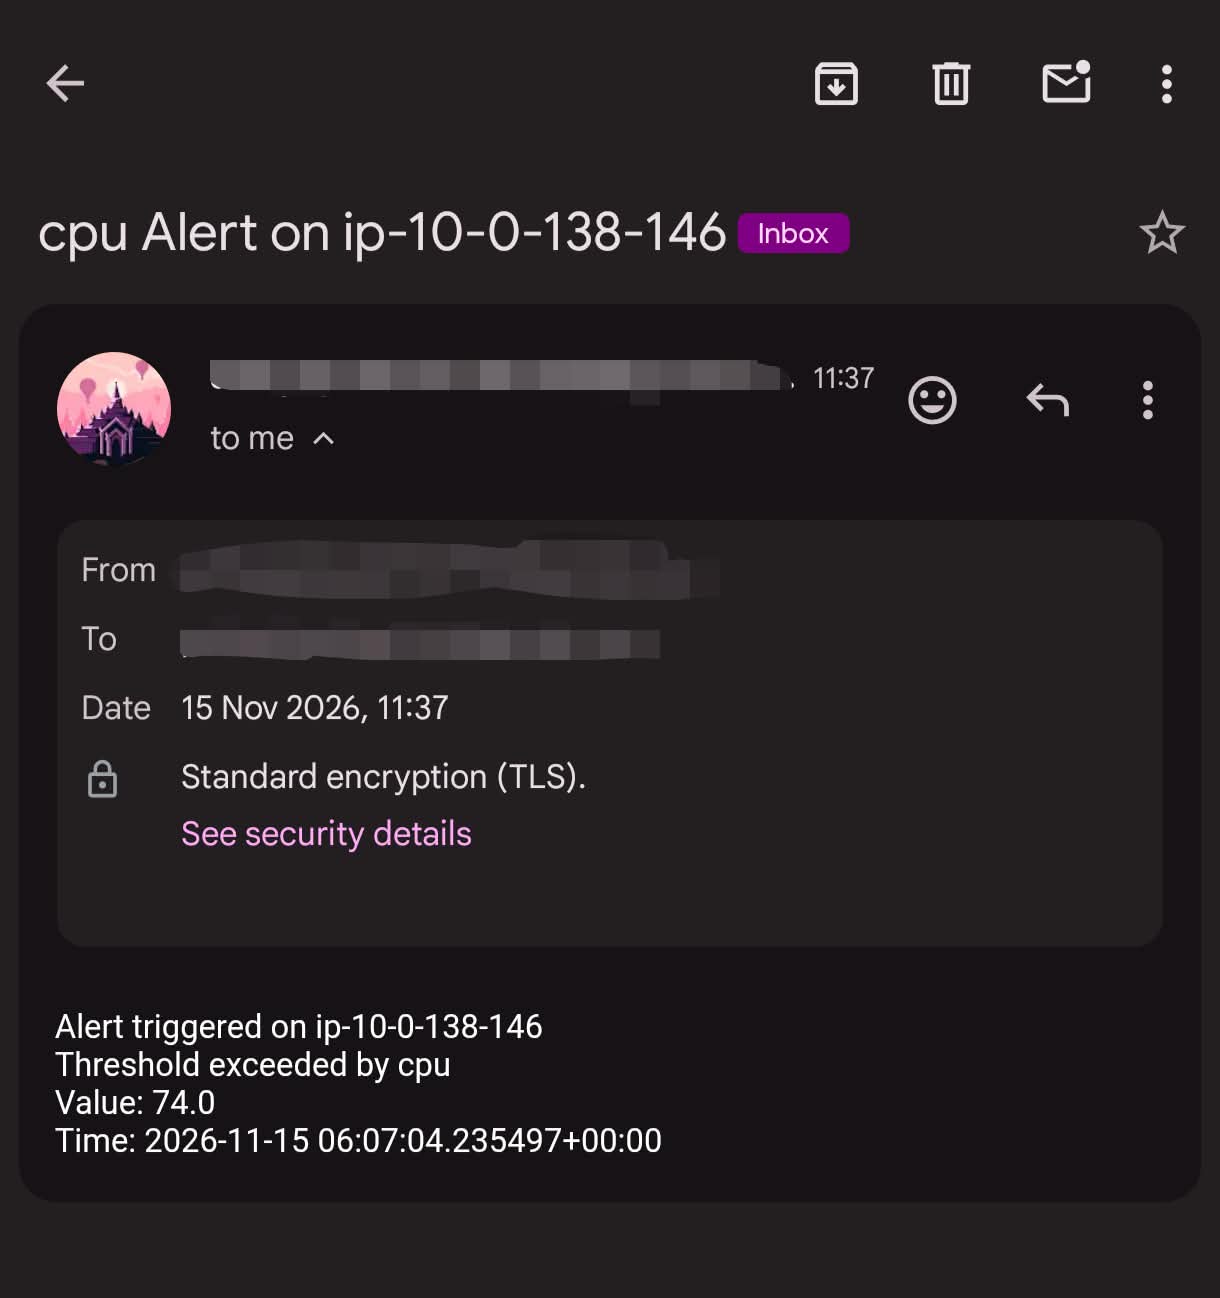 cpu Alert on ip-10-0-138-146 Inbox
11:37
to me
From
To
Date 15 Nov 2026, 11:37
Standard encryption (TLS).
See security details
Alert triggered on ip-10-0-138-146
Threshold exceeded by cpu
Value: 74.0
Time: 2026-11-15 06:07:04.235497+00:00